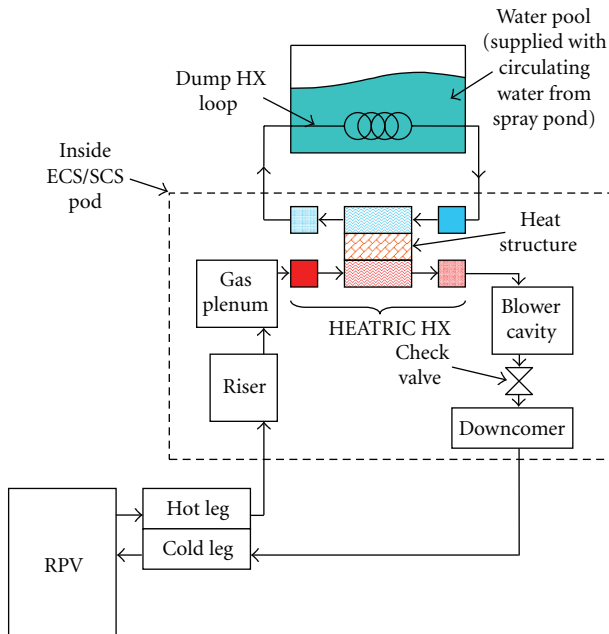 Water pool
(supplied with
circulating
water from
spray pond)
Dump HX
loop
Inside
ECS/SCS
pod
Heat
structure
Gas
plenum
HEATRIC HX
Blower
cavity
Check
valve
Riser
Downcomer
Hot leg
Cold leg
RPV